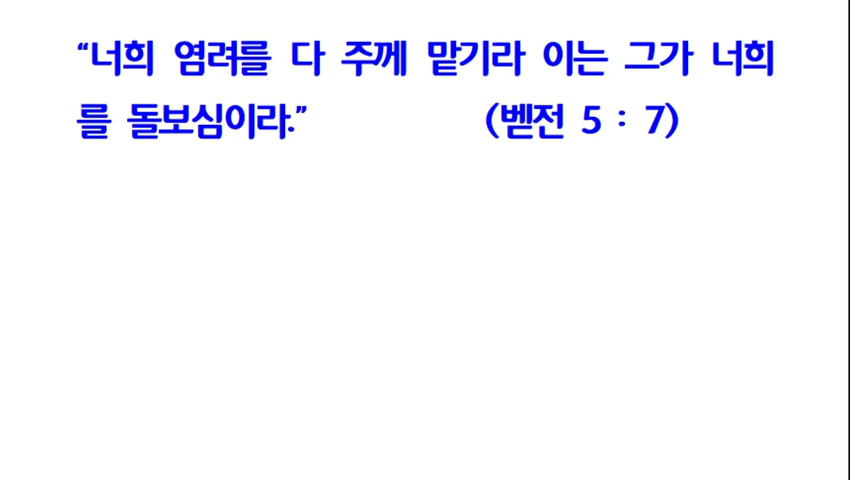 “너희 염려를 다 주께 맡기라 이는 그가 너희
를 돌보심이라.” (벧전 5 : 7)